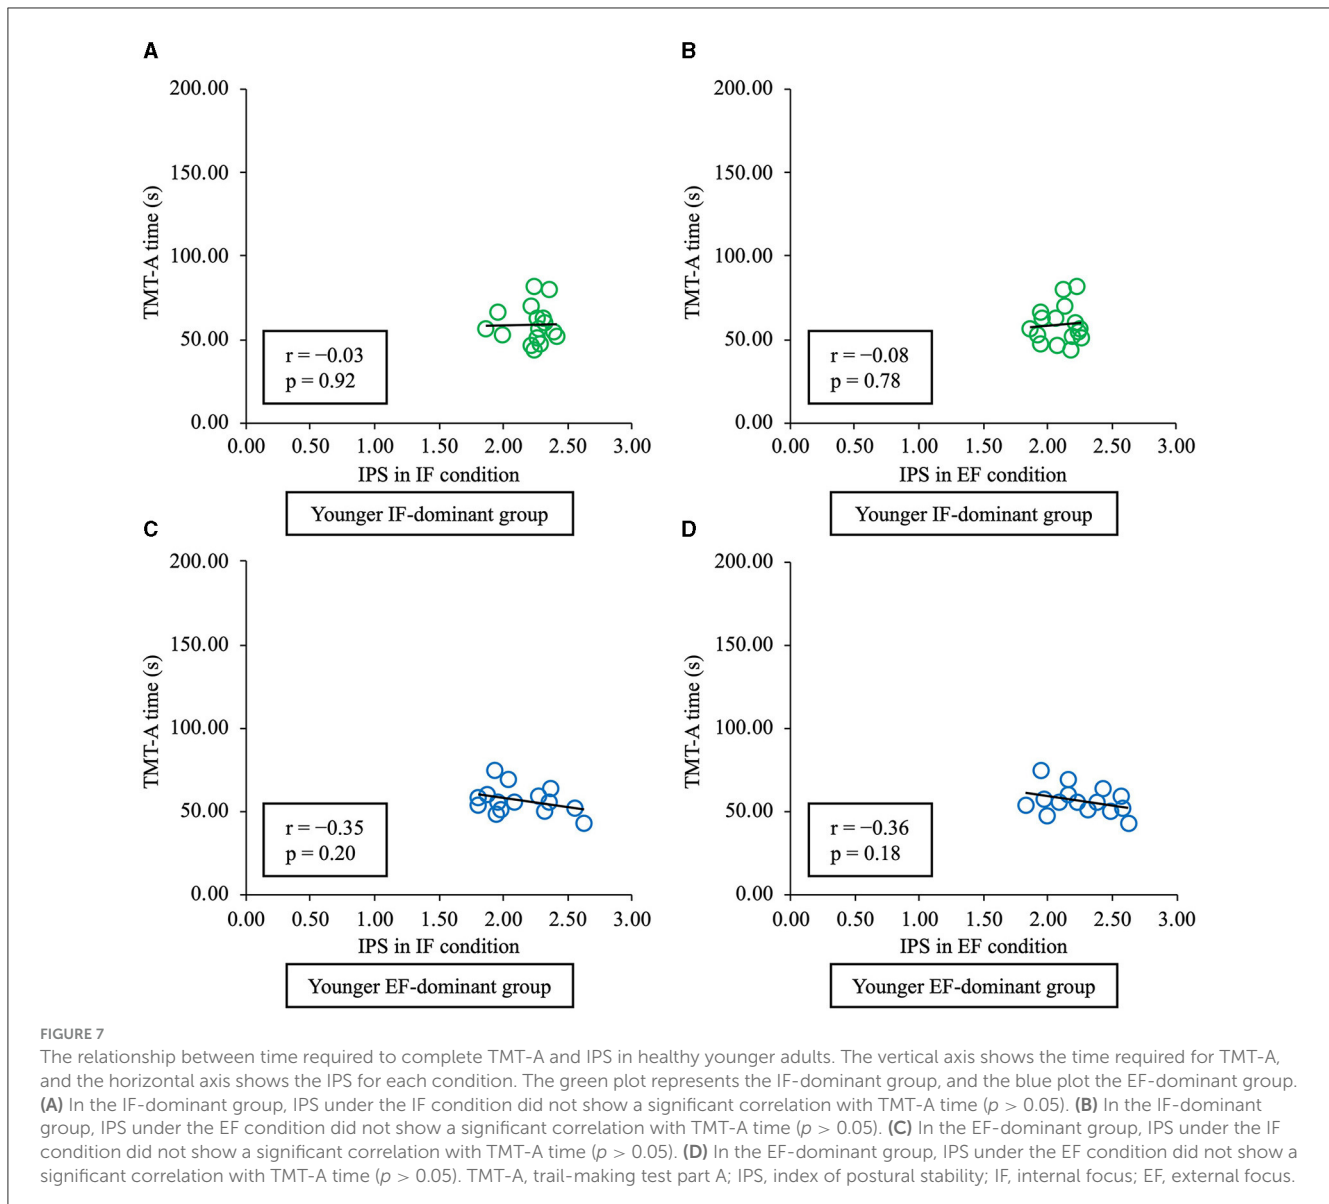 A
200.00
150.00
100.00
50.00
0.00
TMT-A time (s)
r = −0.03
p = 0.92
0.00 0.50 1.00 1.50 2.00 2.50 3.00
IPS in IF condition
Younger IF-dominant group
B
200.00
150.00
100.00
50.00
0.00
TMT-A time (s)
r = −0.08
p = 0.78
0.00 0.50 1.00 1.50 2.00 2.50 3.00
IPS in EF condition
Younger IF-dominant group
C
200.00
150.00
100.00
50.00
0.00
TMT-A time (s)
r = −0.35
p = 0.20
0.00 0.50 1.00 1.50 2.00 2.50 3.00
IPS in IF condition
Younger EF-dominant group
D
200.00
150.00
100.00
50.00
0.00
TMT-A time (s)
r = −0.36
p = 0.18
0.00 0.50 1.00 1.50 2.00 2.50 3.00
IPS in EF condition
Younger EF-dominant group
FIGURE 7
The relationship between time required to complete TMT-A and IPS in healthy younger adults. The vertical axis shows the time required for TMT-A,
and the horizontal axis shows the IPS for each condition. The green plot represents the IF-dominant group, and the blue plot the EF-dominant group.
(A) In the IF-dominant group, IPS under the IF condition did not show a significant correlation with TMT-A time (p > 0.05). (B) In the IF-dominant
group, IPS under the EF condition did not show a significant correlation with TMT-A time (p > 0.05). (C) In the EF-dominant group, IPS under the IF
condition did not show a significant correlation with TMT-A time (p > 0.05). (D) In the EF-dominant group, IPS under the EF condition did not show a
significant correlation with TMT-A time (p > 0.05). TMT-A, trail-making test part A; IPS, index of postural stability; IF, internal focus; EF, external focus.